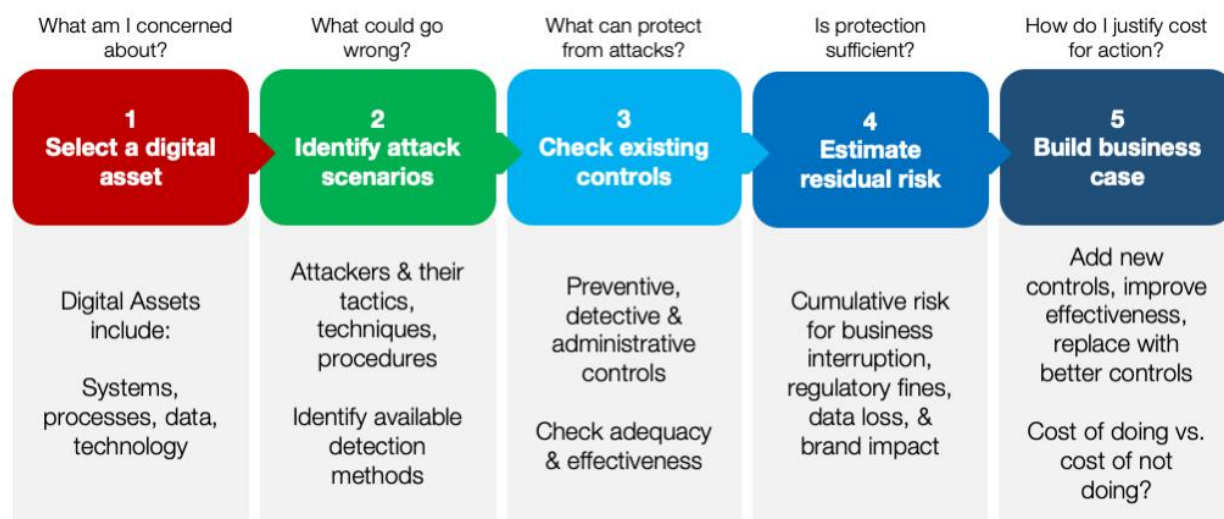 What am I concerned
about?
1
Select a digital
asset
Digital Assets
include:
Systems,
processes, data,
technology
What could go
wrong?
2
Identify attack
scenarios
Attackers & their
tactics,
techniques,
procedures
Identify available
detection
methods
What can protect
from attacks?
3
Check existing
controls
Preventive,
detective &
administrative
controls
Check adequacy
& effectiveness
Is protection
sufficient?
4
Estimate
residual risk
Cumulative risk
for business
interruption,
regulatory fines,
data loss, &
brand impact
How do I justify cost
for action?
5
Build business
case
Add new
controls, improve
effectiveness,
replace with
better controls
Cost of doing vs.
cost of not
doing?